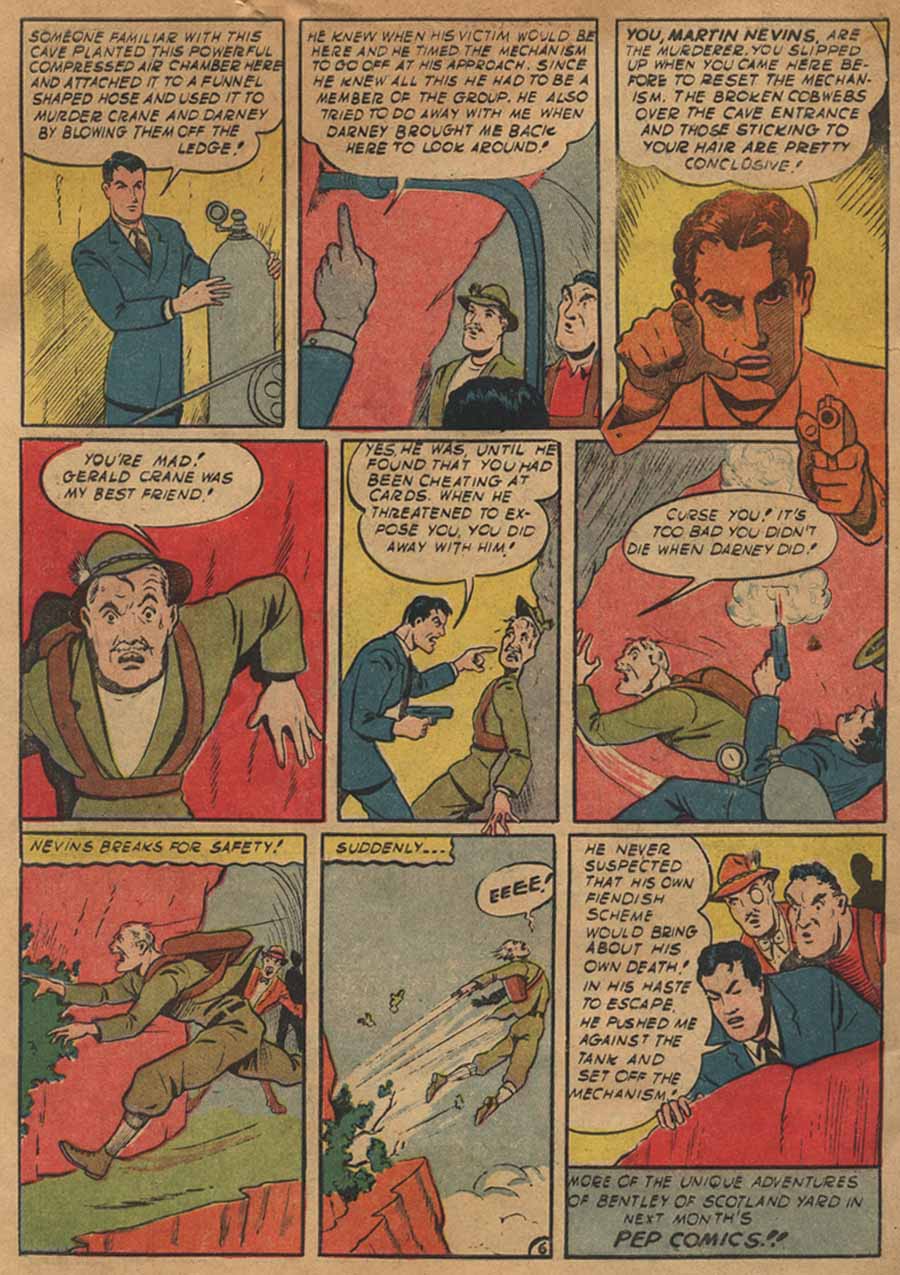 SOMEONE FAMILIAR WITH THIS
CAVE PLANTED THIS POWERFUL
COMPRESSED AIR CHAMBER HERE
AND ATTACHED IT TO A FUNNEL
SHAPED HOSE AND USED IT TO
MURDER CRANE AND DARNEY
BY BLOWING THEM OFF THE
LEDGE!
HE KNEW WHEN HIS VICTIM WOULD BE
HERE AND HE TIMED THE MECHANISM
TO GO OFF AT HIS APPROACH. SINCE
HE KNEW ALL THIS HE HAD TO BE A
MEMBER OF THE GROUP. HE ALSO
TRIED TO DO AWAY WITH ME WHEN
DARNEY BROUGHT ME BACK
HERE TO LOOK AROUND!
YOU, MARTIN NEVINS, ARE
THE MURDERER. YOU SLIPPED
UP WHEN YOU CAME HERE BE-
FORE TO RESET THE MECHAN-
ISM. THE BROKEN COBWEBS
OVER THE CAVE ENTRANCE
AND THOSE STICKING TO
YOUR HAIR ARE PRETTY
CONCLUSIVE!
YOU'RE MAD!
GERALD CRANE WAS
MY BEST FRIEND!
YES, HE WAS, UNTIL HE
FOUND THAT YOU HAD
BEEN CHEATING AT
CARDS. WHEN HE
THREATENED TO EX-
POSE YOU, YOU DID
AWAY WITH HIM!
CURSE YOU! IT'S
TOO BAD YOU DIDN'T
DIE WHEN DARNEY DID!
NEVINS BREAKS FOR SAFETY!
SUDDENLY---
EEEE!
6
HE NEVER
SUSPECTED
THAT HIS OWN
FIENDISH
SCHEME
WOULD BRING
ABOUT HIS
OWN DEATH!
IN HIS HASTE
TO ESCAPE,
HE PUSHED ME
AGAINST THE
TANK AND
SET OFF THE
MECHANISM!
MORE OF THE UNIQUE ADVENTURES
OF BENTLEY OF SCOTLAND YARD IN
NEXT MONTH'S
PEP COMICS!!